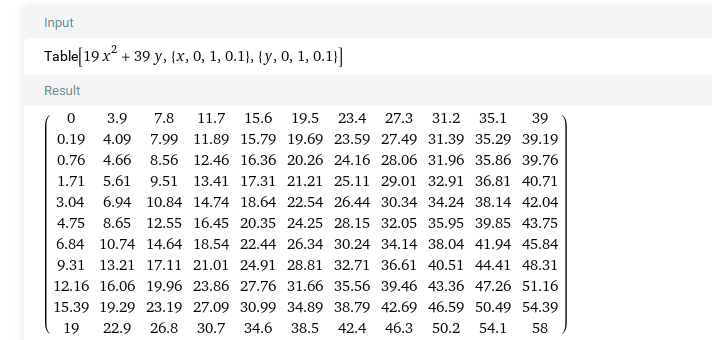 Input
Table[19 x² + 39 y, {x, 0, 1, 0.1}, {y, 0, 1, 0.1}]
Result
0 3.9 7.8 11.7 15.6 19.5 23.4 27.3 31.2 35.1 39
0.19 4.09 7.99 11.89 15.79 19.69 23.59 27.49 31.39 35.29 39.19
0.76 4.66 8.56 12.46 16.36 20.26 24.16 28.06 31.96 35.86 39.76
1.71 5.61 9.51 13.41 17.31 21.21 25.11 29.01 32.91 36.81 40.71
3.04 6.94 10.84 14.74 18.64 22.54 26.44 30.34 34.24 38.14 42.04
4.75 8.65 12.55 16.45 20.35 24.25 28.15 32.05 35.95 39.85 43.75
6.84 10.74 14.64 18.54 22.44 26.34 30.24 34.14 38.04 41.94 45.84
9.31 13.21 17.11 21.01 24.91 28.81 32.71 36.61 40.51 44.41 48.31
12.16 16.06 19.96 23.86 27.76 31.66 35.56 39.46 43.36 47.26 51.16
15.39 19.29 23.19 27.09 30.99 34.89 38.79 42.69 46.59 50.49 54.39
19 22.9 26.8 30.7 34.6 38.5 42.4 46.3 50.2 54.1 58